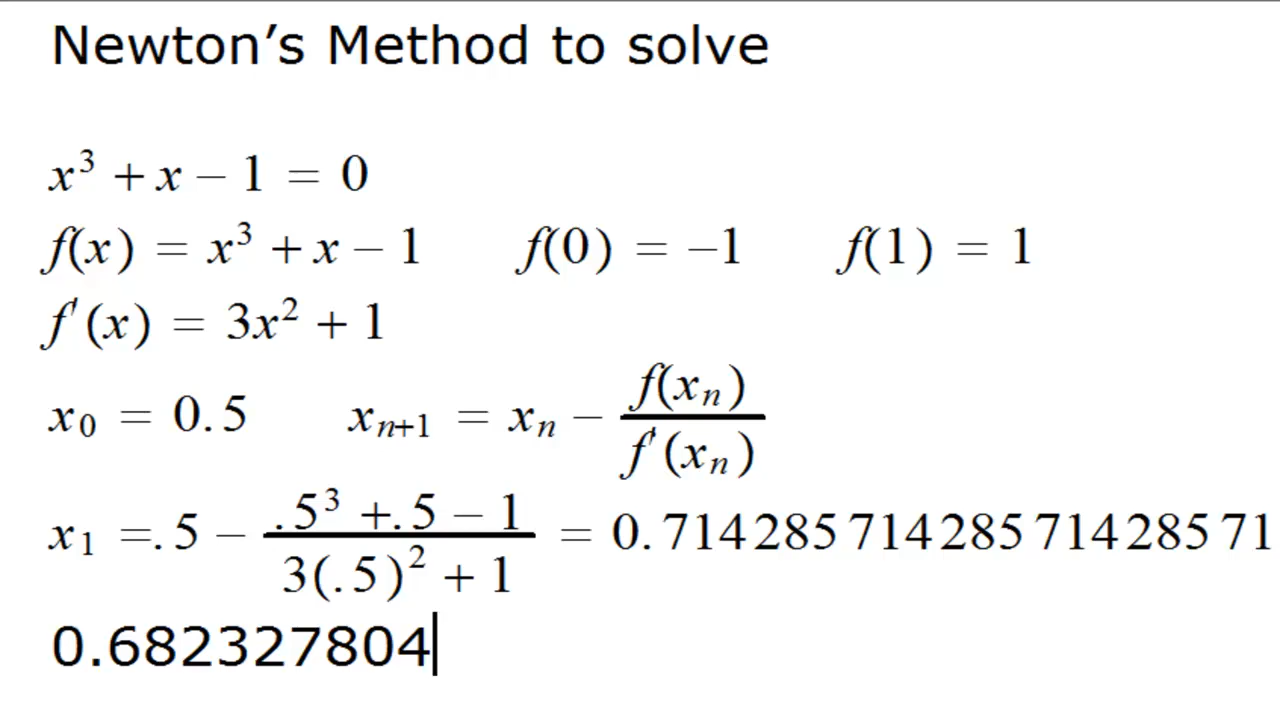 Newton’s Method to solve
x³ + x − 1 = 0
f(x) = x³ + x − 1 f(0) = −1 f(1) = 1
f′(x) = 3x² + 1
x₀ = 0.5 xₙ₊₁ = xₙ − f(xₙ) / f′(xₙ)
x₁ = .5 − (.5³ + .5 − 1) / (3(.5)² + 1) = 0.71428571428571428571
0.682327804